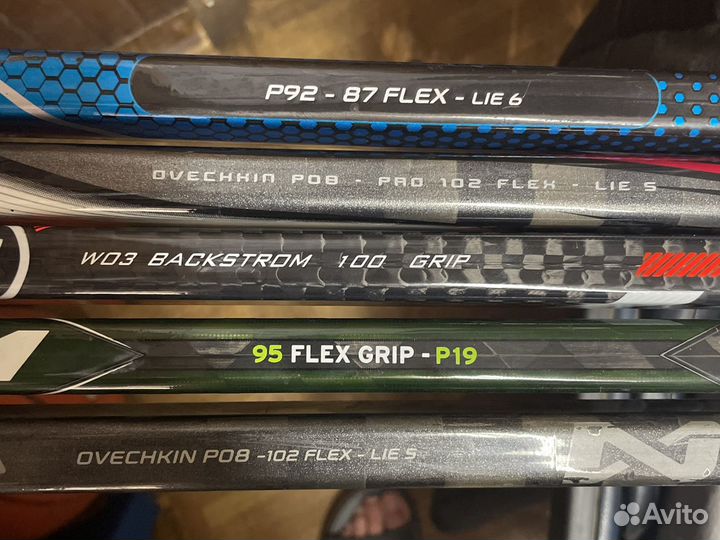 P92 - 87 FLEX - LIE 6
OVECHKIN P08 - PRO 102 FLEX - LIE 5
W03 BACKSTROM 100 GRIP
95 FLEX GRIP - P19
OVECHKIN P08 -102 FLEX - LIE 5
Avito